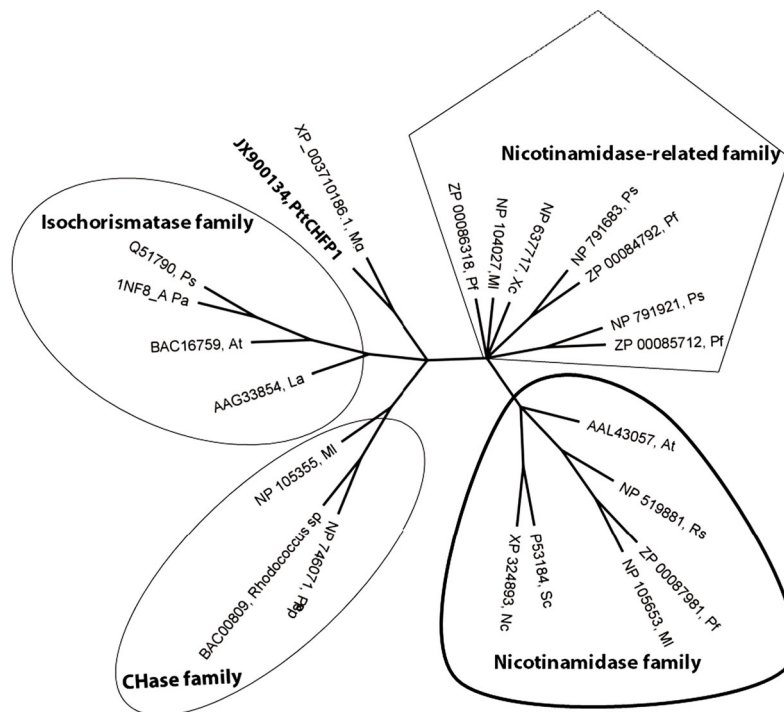 Nicotinamidase-related family
ZP 00086318, Pf
NP 104027,Ml
NP 637717, Xc
NP 791683, Ps
ZP 00084792, Pf
NP 791921, Ps
ZP 00085712, Pf
XP_003710186.1, Mg
JX900134, PttCHFP1
Isochorismatase family
Q51790, Ps
1NF8_A Pa
BAC16759, At
AAG33854, La
NP 105355, Ml
BAC00809, Rhodococcus sp
NP 746071,
CHase family
AAL43057, At
NP 519881, Rs
ZP 00087981, Pf
NP 105653, Ml
P53184, Sc
XP 324893, Nc
Nicotinamidase family